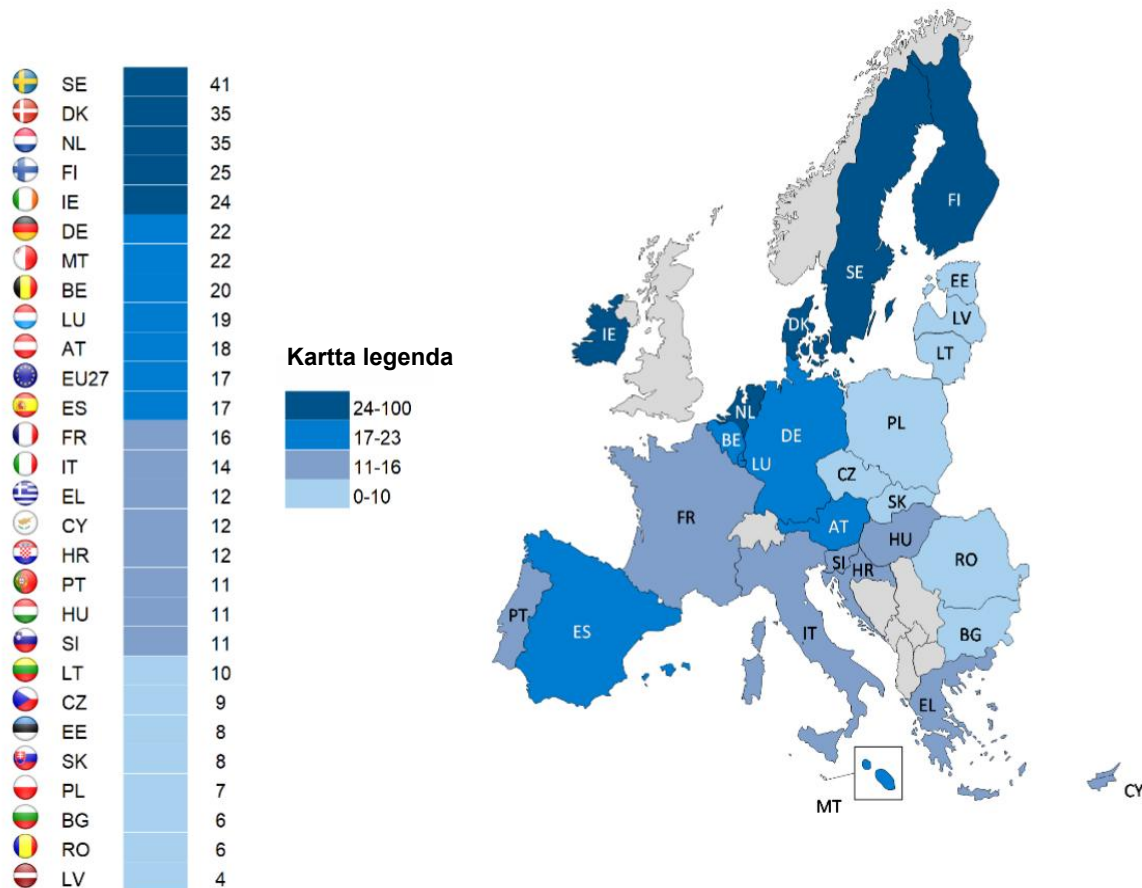 SE 41
DK 35
NL 35
FI 25
IE 24
DE 22
MT 22
BE 20
LU 19
AT 18
EU27 17
ES 17
FR 16
IT 14
EL 12
CY 12
HR 12
PT 11
HU 11
SI 11
LT 10
CZ 9
EE 8
SK 8
PL 7
BG 6
RO 6
LV 4
Kartta legenda
24-100
17-23
11-16
0-10
FI
SE
EE
LV
LT
DK
IE
NL
PL
BE
DE
LU
CZ
SK
FR
AT
HU
SI
HR
RO
PT
ES
IT
BG
EL
MT
CY